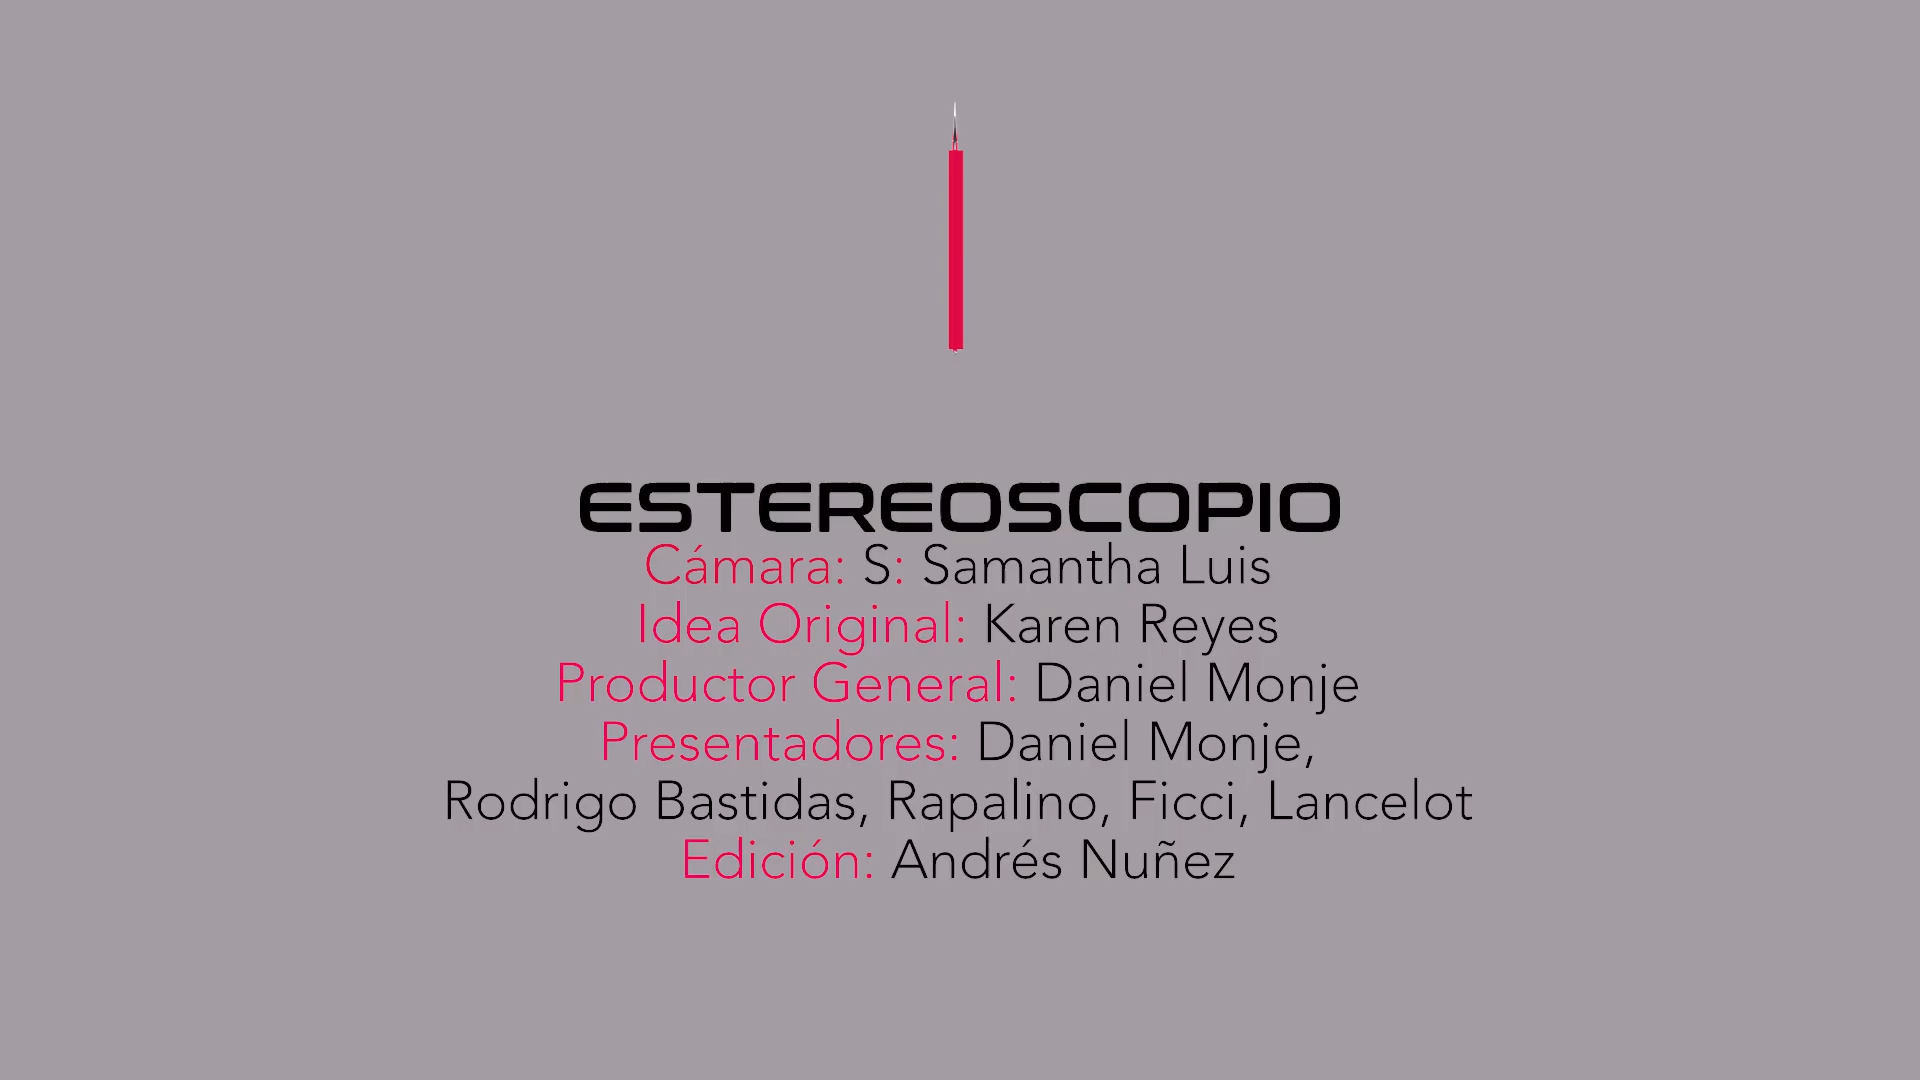 ESTEREOSCOPIO
Cámara: S: Samantha Luis
Idea Original: Karen Reyes
Productor General: Daniel Monje
Presentadores: Daniel Monje,
Rodrigo Bastidas, Rapalino, Ficci, Lancelot
Edición: Andrés Nuñez